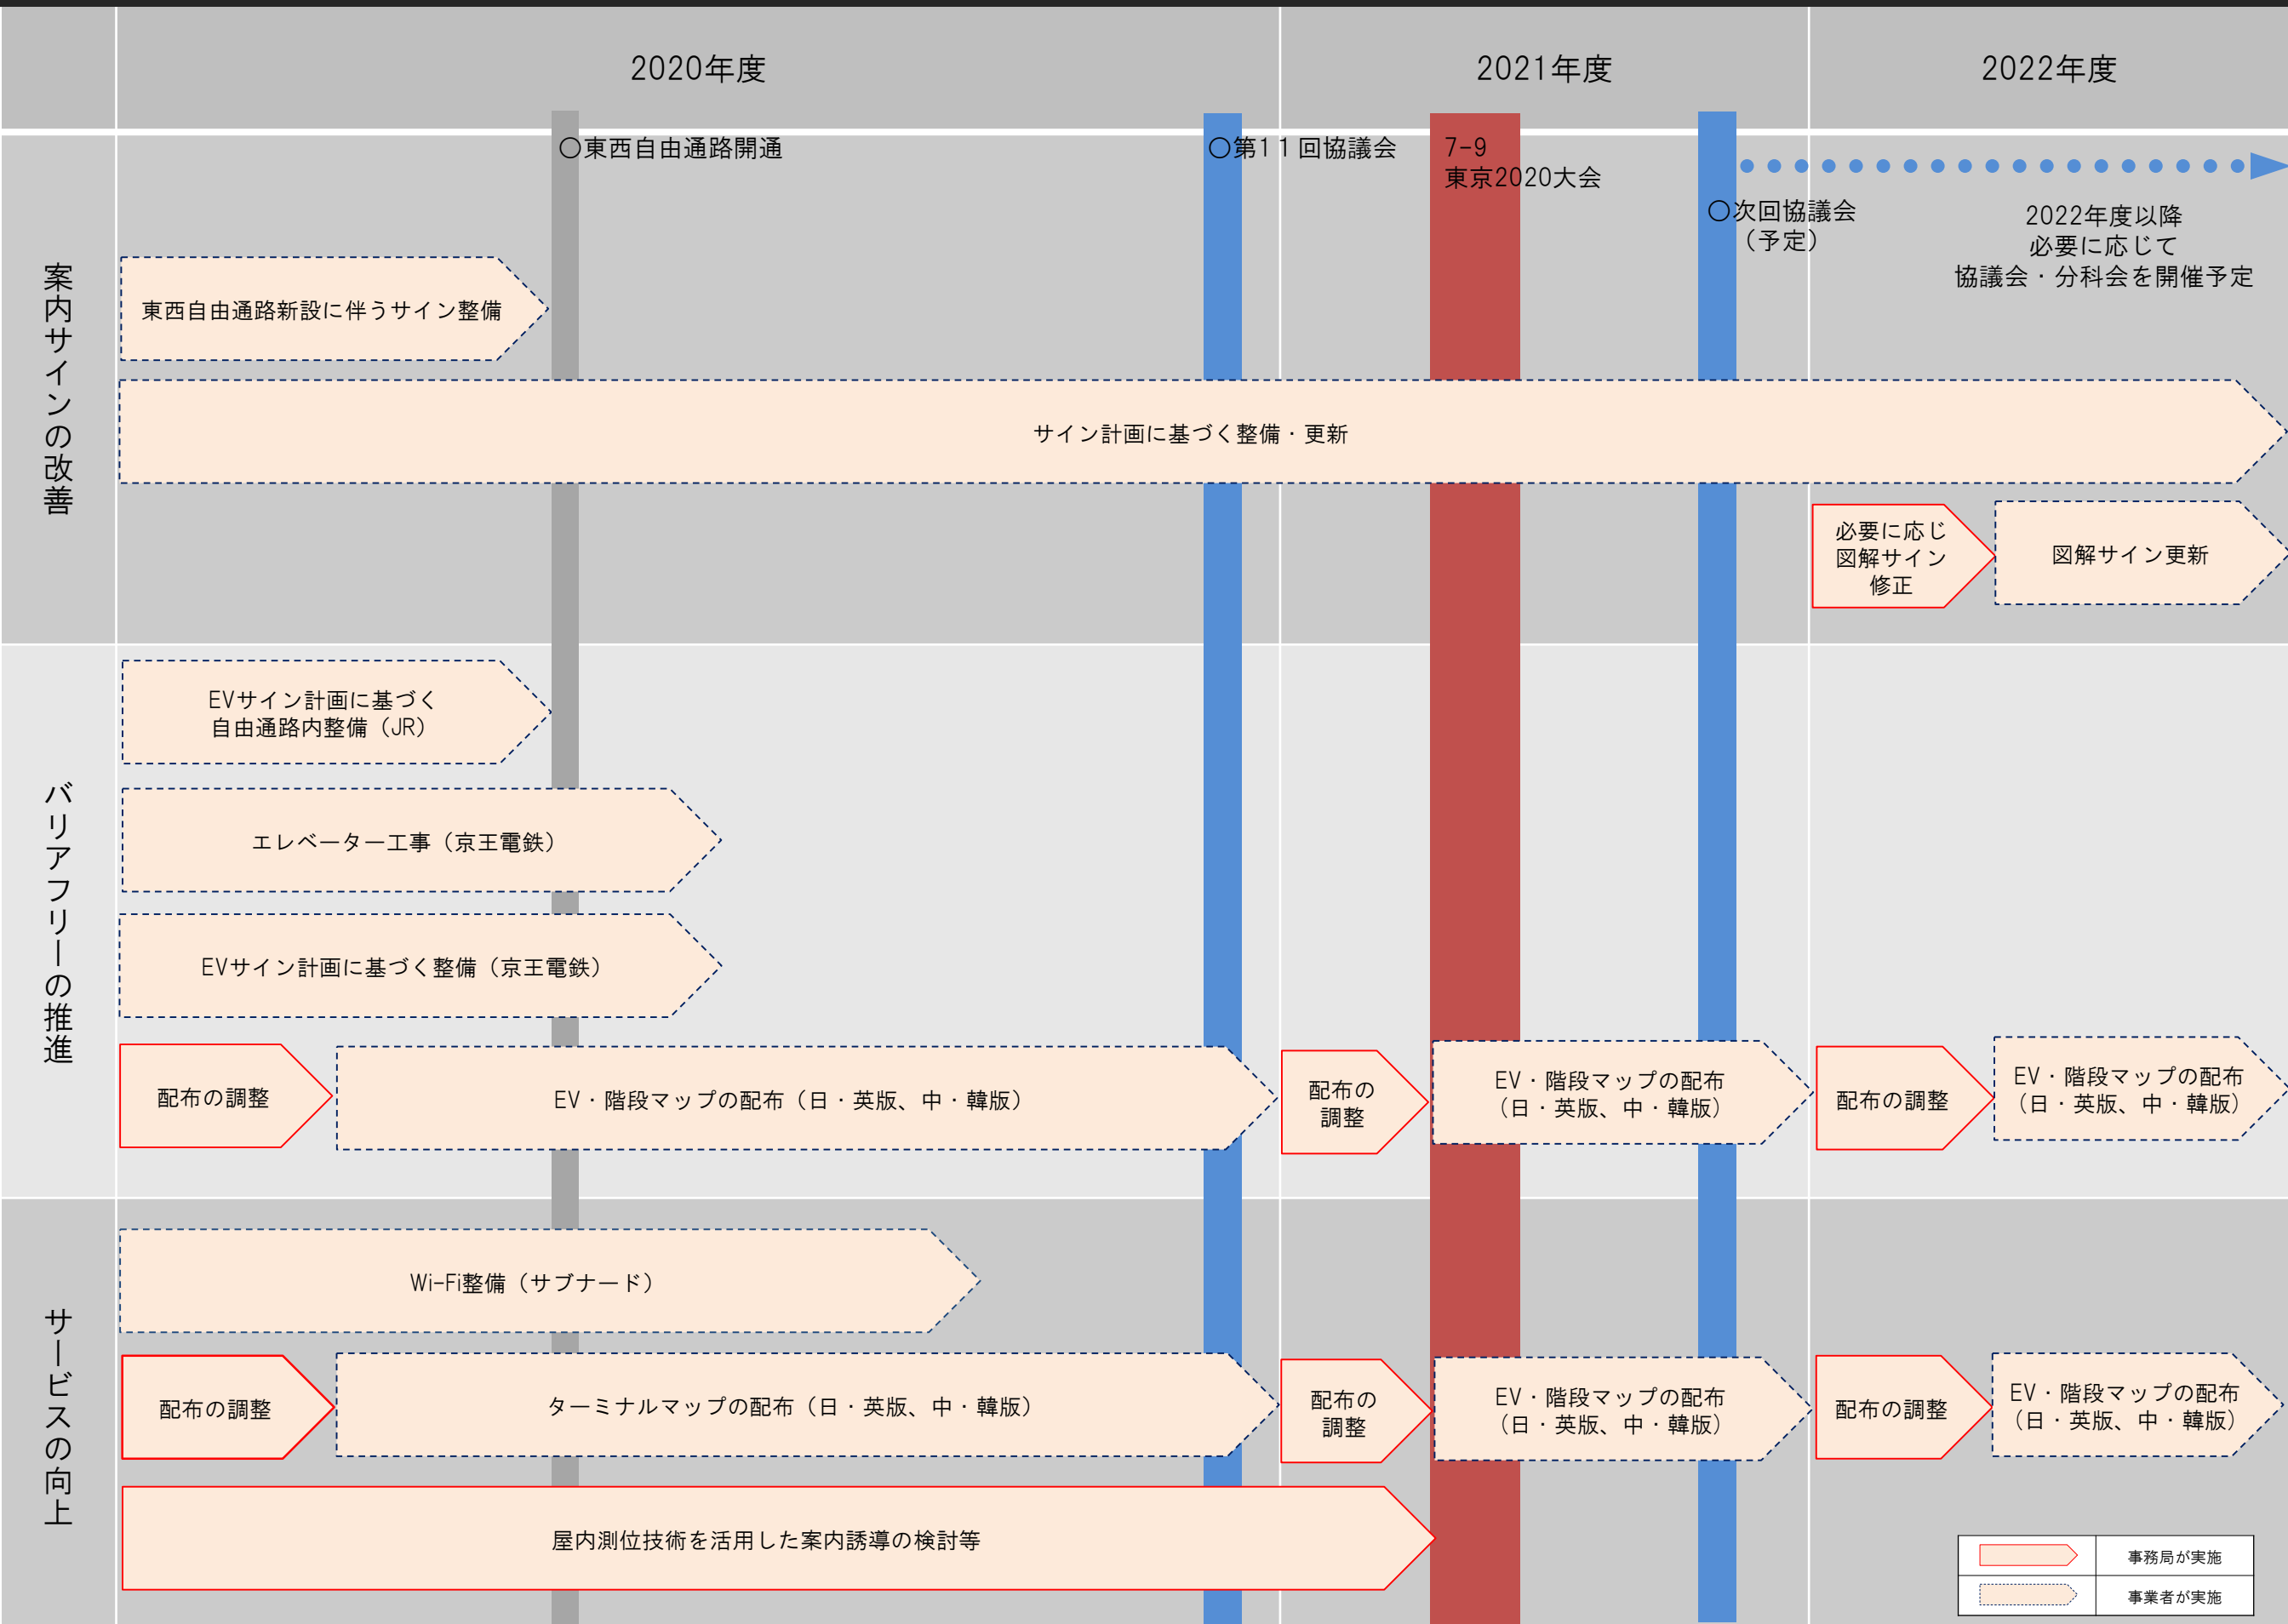 2020年度
2021年度
2022年度
○東西自由通路開通
○第11回協議会
7-9
東京2020大会
○次回協議会
（予定）
2022年度以降
必要に応じて
協議会・分科会を開催予定
案内サインの改善
東西自由通路新設に伴うサイン整備
サイン計画に基づく整備・更新
必要に応じ
図解サイン
修正
図解サイン更新
バリアフリーの推進
EVサイン計画に基づく
自由通路内整備（JR）
エレベーター工事（京王電鉄）
EVサイン計画に基づく整備（京王電鉄）
配布の調整
EV・階段マップの配布（日・英版、中・韓版）
配布の
調整
EV・階段マップの配布
（日・英版、中・韓版）
配布の調整
EV・階段マップの配布
（日・英版、中・韓版）
サービスの向上
Wi-Fi整備（サブナード）
配布の調整
ターミナルマップの配布（日・英版、中・韓版）
配布の
調整
EV・階段マップの配布
（日・英版、中・韓版）
配布の調整
EV・階段マップの配布
（日・英版、中・韓版）
屋内測位技術を活用した案内誘導の検討等
事務局が実施
事業者が実施